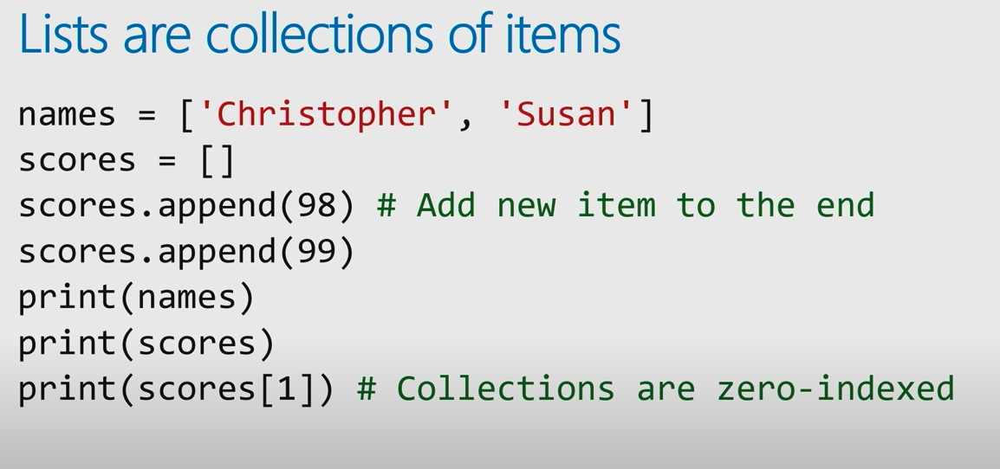 Lists are collections of items
names = ['Christopher', 'Susan']
scores = []
scores.append(98) # Add new item to the end
scores.append(99)
print(names)
print(scores)
print(scores[1]) # Collections are zero-indexed